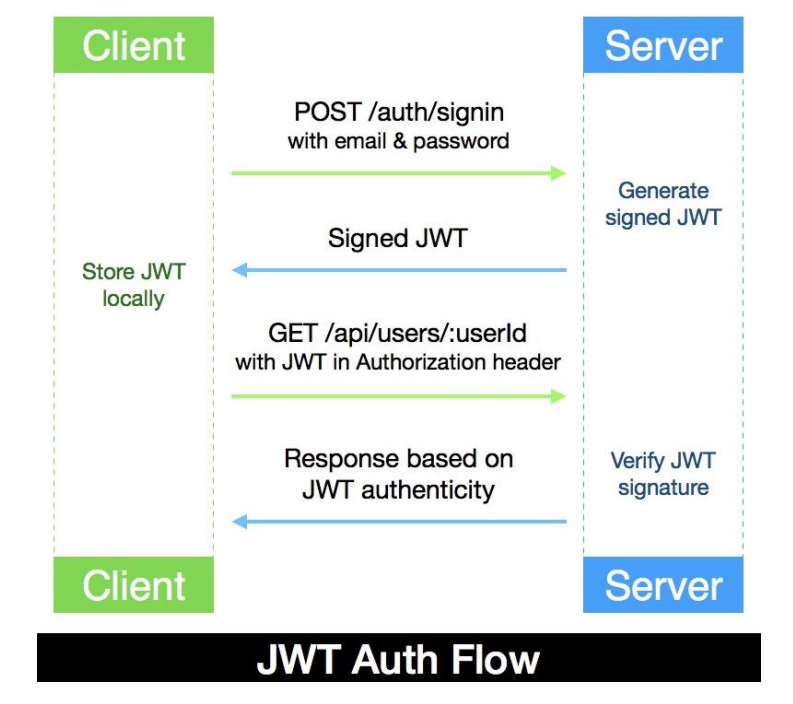 Client
Server
POST /auth/signin
with email & password
Generate
signed JWT
Signed JWT
Store JWT
locally
GET /api/users/:userId
with JWT in Authorization header
Response based on
JWT authenticity
Verify JWT
signature
Client
Server
JWT Auth Flow